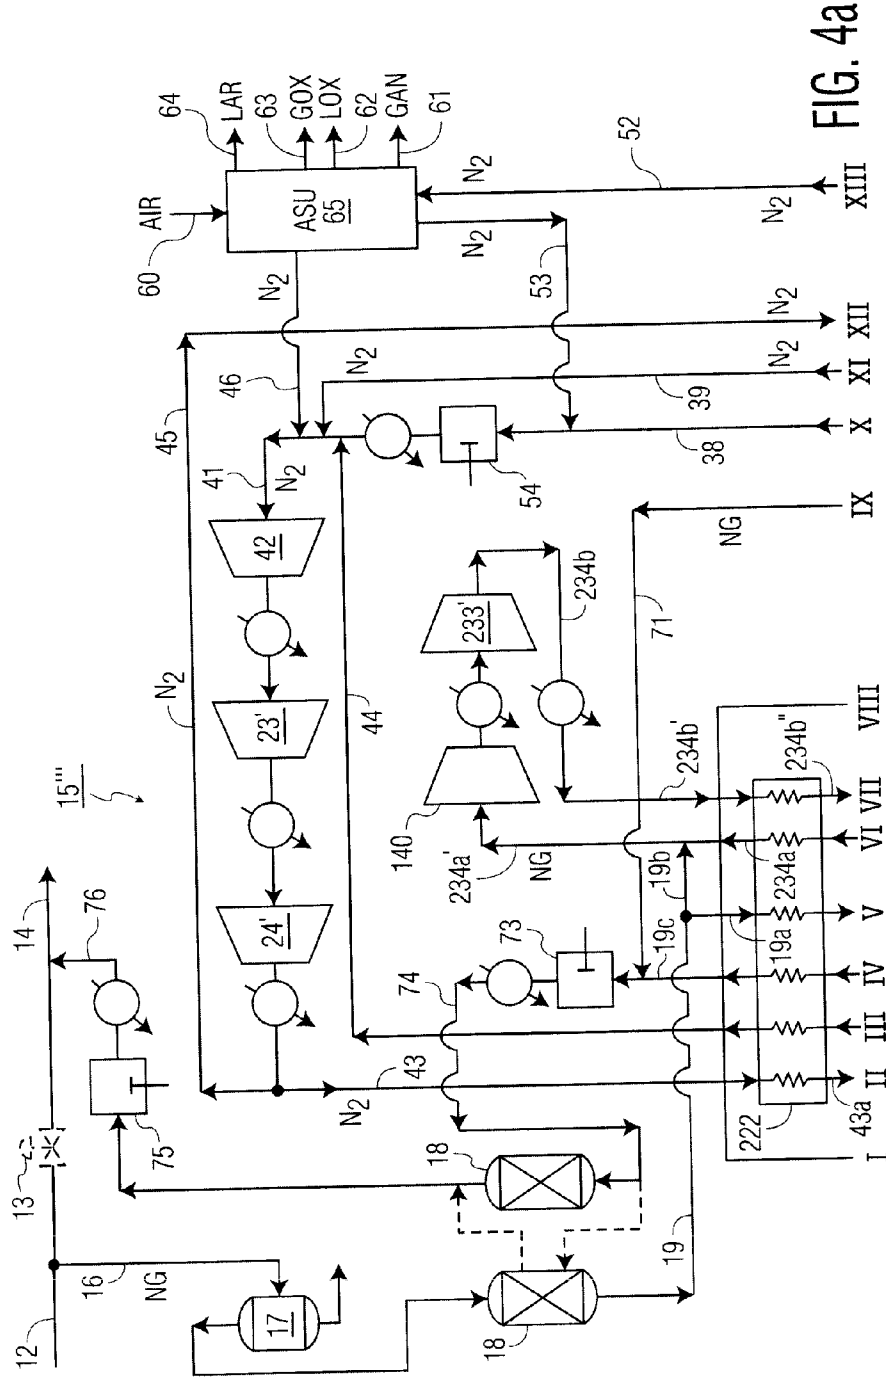 FIG. 4a
15'''
12
13
14
16
NG
17
18
18
19
76
75
74
73
19c
19b
19a
43
N2
43a
222
45
N2
24'
23'
42
41
N2
46
N2
44
N2
39
N2
N2
38
54
53
N2
N2
52
N2
AIR
60
ASU
65
64
LAR
63
GOX
LOX
62
GAN
61
140
233'
234b
234b'
234b"
234a'
234a
NG
71
NG
I
II
III
IV
V
VI
VII
VIII
IX
X
XI
XII
XIII